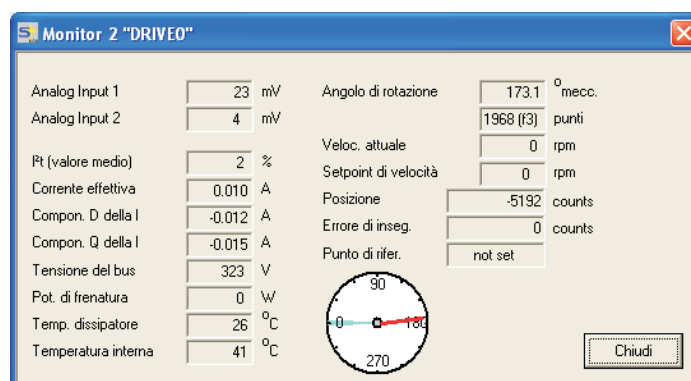 Monitor 2 "DRIVE0"
Analog Input 1 23 mV
Analog Input 2 4 mV
I²t (valore medio) 2 %
Corrente effettiva 0.010 A
Compon. D della I -0.012 A
Compon. Q della I -0.015 A
Tensione del bus 323 V
Pot. di frenatura 0 W
Temp. dissipatore 26 °C
Temperatura interna 41 °C
Angolo di rotazione 173.1 °mecc.
1968 (f3) punti
Veloc. attuale 0 rpm
Setpoint di velocità 0 rpm
Posizione -5192 counts
Errore di inseg. 0 counts
Punto di rifer. not set
90
0 180
270
Chiudi